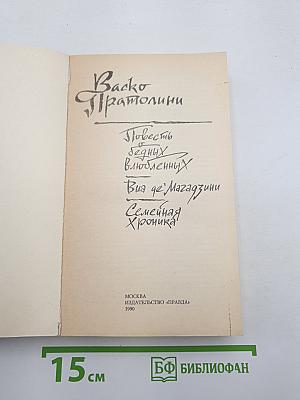 Васко
Пратолини
Повесть
о
бедных
влюбленных
Виа де'Магадзини
Семейная
хроника
МОСКВА
ИЗДАТЕЛЬСТВО «ПРАВДА»
1990
15 см
БФ БИБЛИОФАН